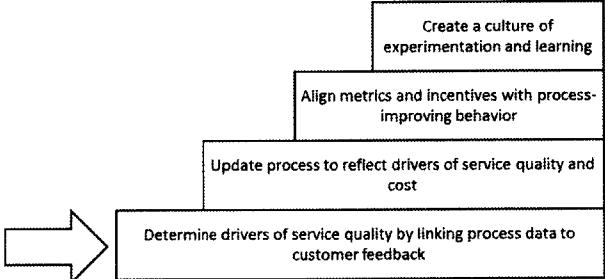 Create a culture of
experimentation and learning
Align metrics and incentives with process-
improving behavior
Update process to reflect drivers of service quality and
cost
Determine drivers of service quality by linking process data to
customer feedback